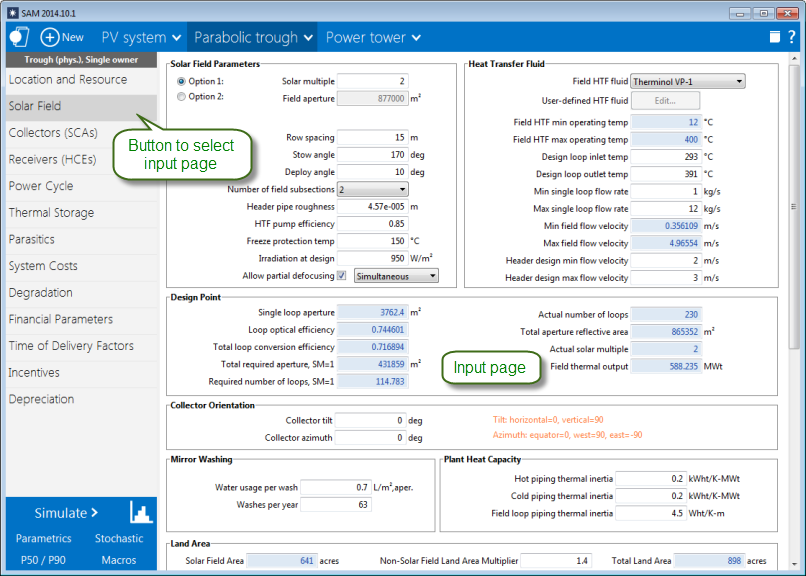 SAM 2014.10.1
New PV system Parabolic trough Power tower ?
Trough (phys.), Single owner
Location and Resource
Solar Field
Collectors (SCAs)
Receivers (HCEs)
Power Cycle
Thermal Storage
Parasitics
System Costs
Degradation
Financial Parameters
Time of Delivery Factors
Incentives
Depreciation
Simulate >
Parametrics Stochastic
P50 / P90 Macros
Button to select
input page
Solar Field Parameters
Option 1: Solar multiple 2
Option 2: Field aperture 877000 m²
Row spacing 15 m
Stow angle 170 deg
Deploy angle 10 deg
Number of field subsections 2
Header pipe roughness 4.57e-005 m
HTF pump efficiency 0.85
Freeze protection temp 150 °C
Irradiation at design 950 W/m²
Allow partial defocusing Simultaneous
Heat Transfer Fluid
Field HTF fluid Therminol VP-1
User-defined HTF fluid Edit...
Field HTF min operating temp 12 °C
Field HTF max operating temp 400 °C
Design loop inlet temp 293 °C
Design loop outlet temp 391 °C
Min single loop flow rate 1 kg/s
Max single loop flow rate 12 kg/s
Min field flow velocity 0.356109 m/s
Max field flow velocity 4.96554 m/s
Header design min flow velocity 2 m/s
Header design max flow velocity 3 m/s
Design Point
Single loop aperture 3762.4 m²
Loop optical efficiency 0.744601
Total loop conversion efficiency 0.716894
Total required aperture, SM=1 431859 m²
Required number of loops, SM=1 114.783
Actual number of loops 230
Total aperture reflective area 865352 m²
Actual solar multiple 2
Field thermal output 588.235 MWt
Input page
Collector Orientation
Collector tilt 0 deg Tilt: horizontal=0, vertical=90
Collector azimuth 0 deg Azimuth: equator=0, west=90, east=-90
Mirror Washing
Water usage per wash 0.7 L/m²,aper.
Washes per year 63
Plant Heat Capacity
Hot piping thermal inertia 0.2 kWht/K-MWt
Cold piping thermal inertia 0.2 kWht/K-MWt
Field loop piping thermal inertia 4.5 Wht/K-m
Land Area
Solar Field Area 641 acres Non-Solar Field Land Area Multiplier 1.4 Total Land Area 898 acres